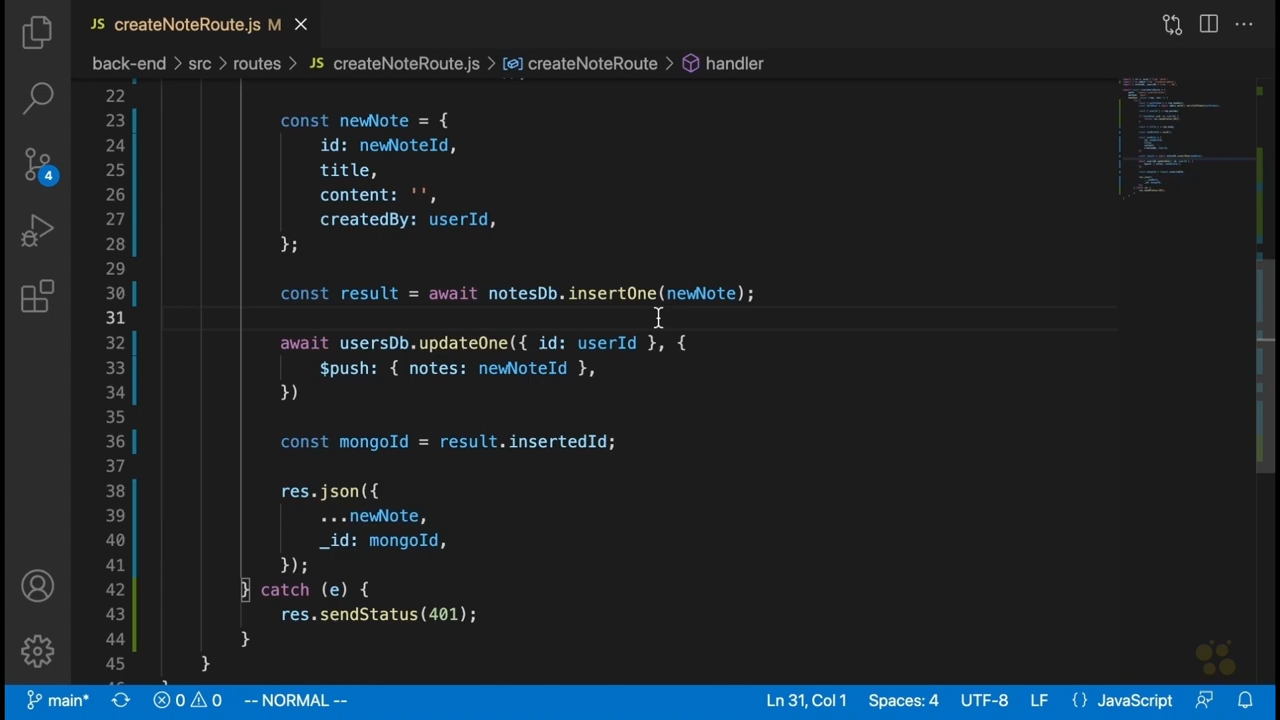 JS createNoteRoute.js M
back-end > src > routes > JS createNoteRoute.js > createNoteRoute > handler
22
23 const newNote = {
24 id: newNoteId,
25 title,
26 content: '',
27 createdBy: userId,
28 };
29
30 const result = await notesDb.insertOne(newNote);
31
32 await usersDb.updateOne({ id: userId }, {
33 $push: { notes: newNoteId },
34 })
35
36 const mongoId = result.insertedId;
37
38 res.json({
39 ...newNote,
40 _id: mongoId,
41 });
42 } catch (e) {
43 res.sendStatus(401);
44 }
45 }
4
main* 0 0 -- NORMAL -- Ln 31, Col 1 Spaces: 4 UTF-8 LF {} JavaScript